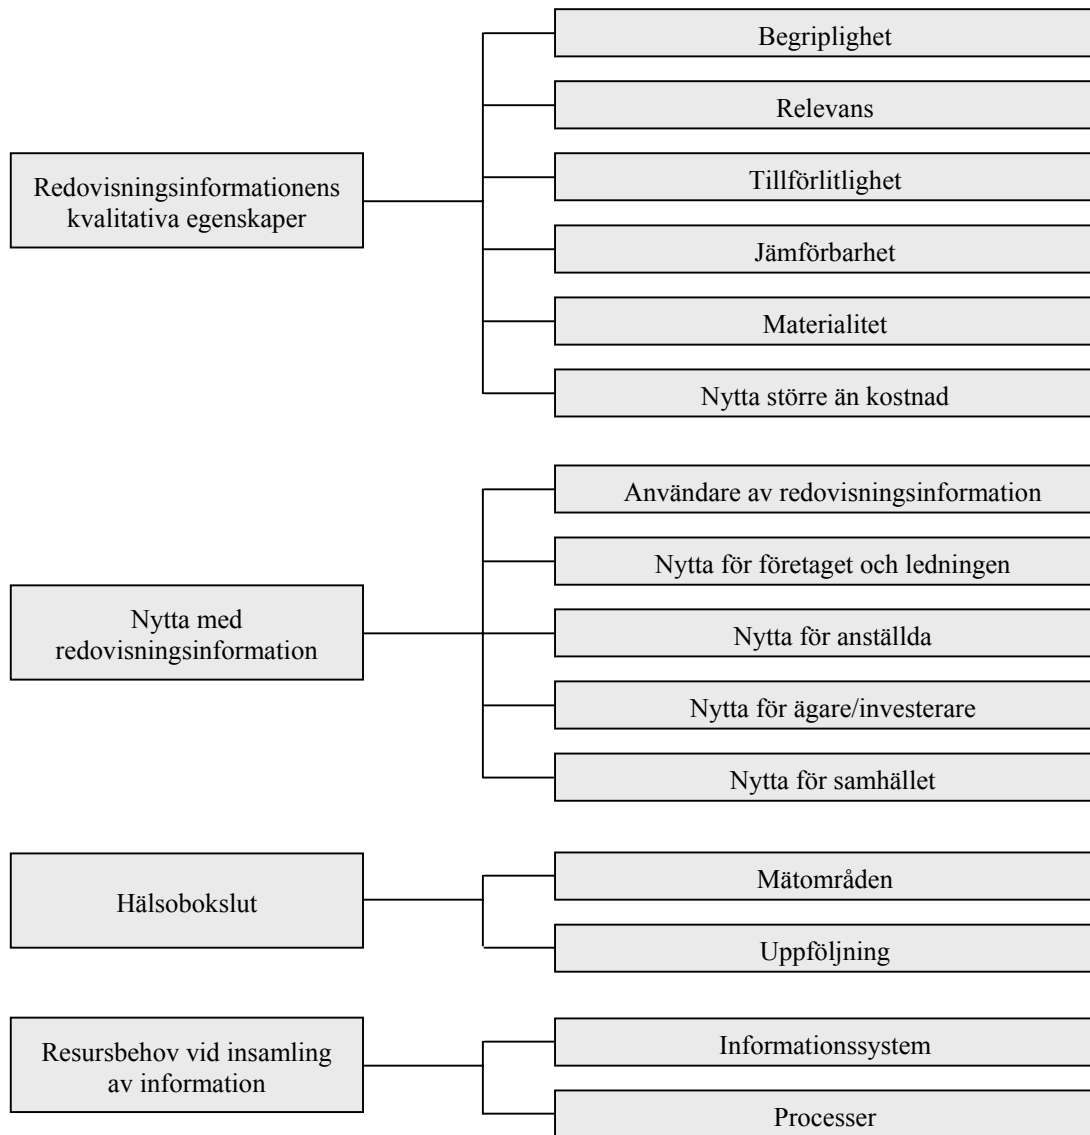 Redovisningsinformationens
kvalitativa egenskaper
Begriplighet
Relevans
Tillförlitlighet
Jämförbarhet
Materialitet
Nytta större än kostnad
Nytta med
redovisningsinformation
Användare av redovisningsinformation
Nytta för företaget och ledningen
Nytta för anställda
Nytta för ägare/investerare
Nytta för samhället
Hälsobokslut
Mätområden
Uppföljning
Resursbehov vid insamling
av information
Informationssystem
Processer